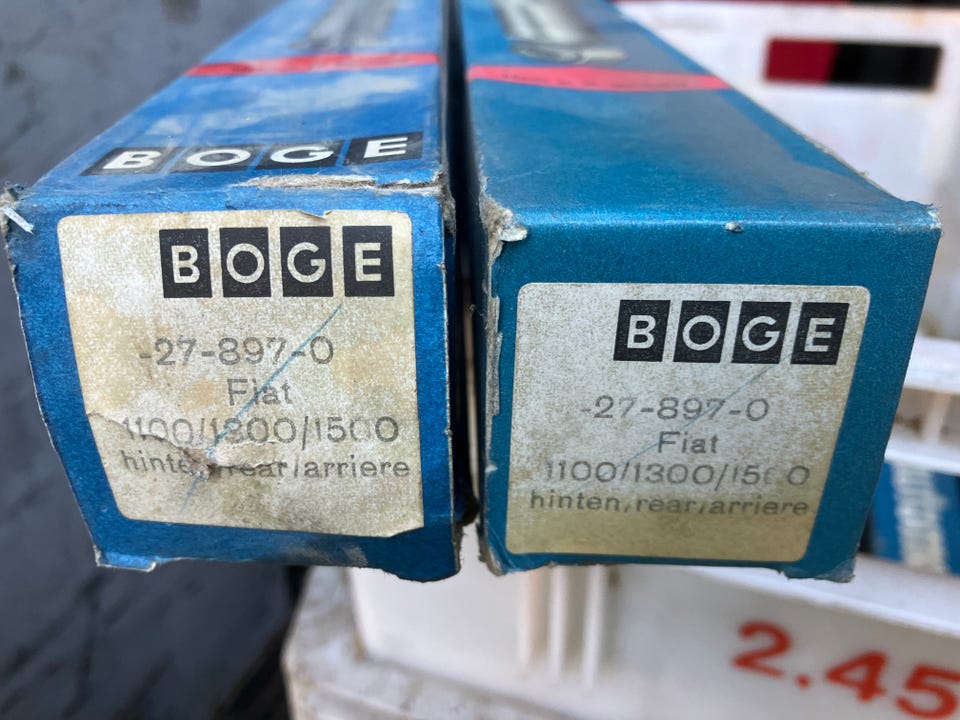 BOGE
BOGE
-27-897-0
Fiat
1100/1300/1500
hinten/rear/arriere
BOGE
-27-897-0
Fiat
1100/1300/1500
hinten/rear/arriere
2.45